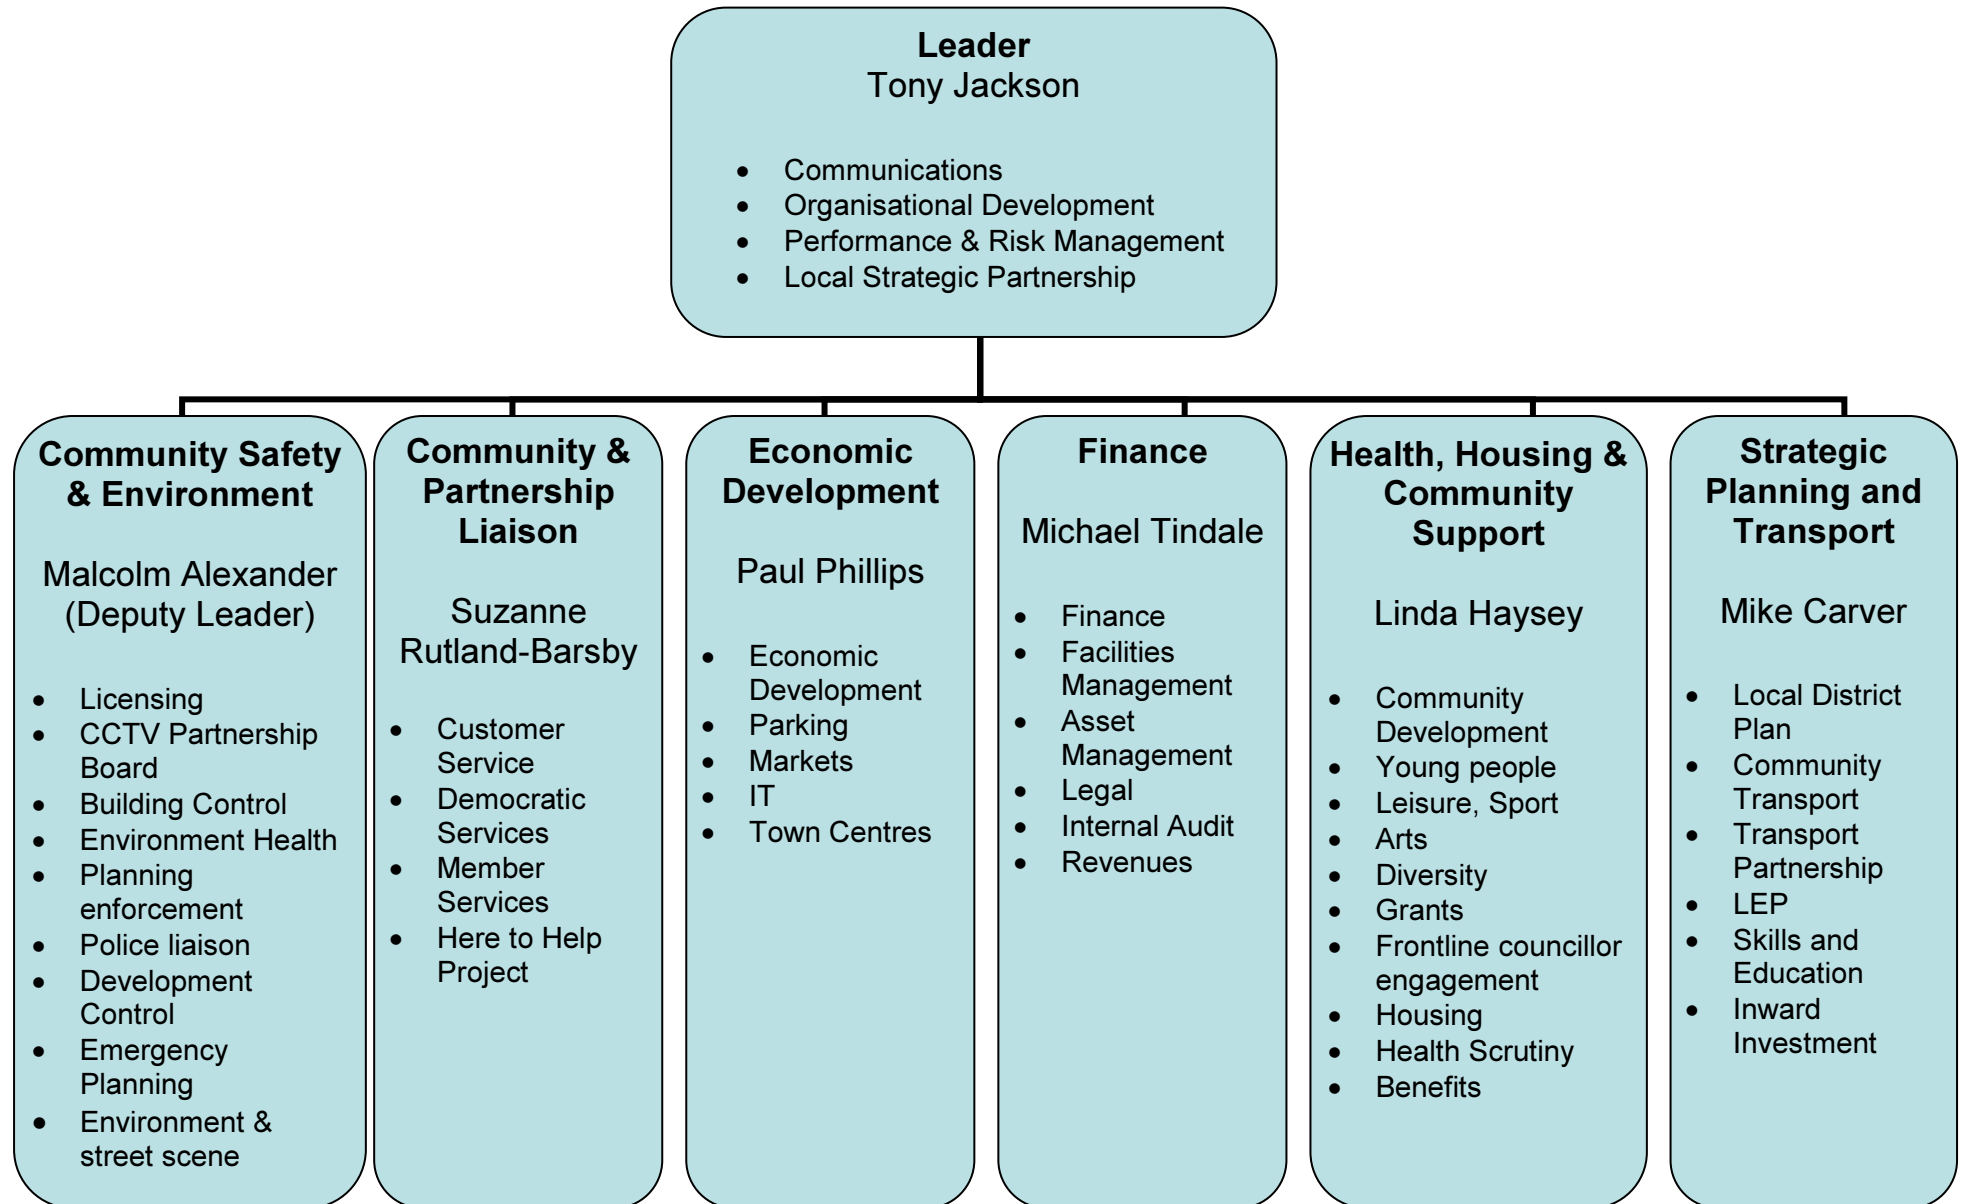 Leader
Tony Jackson
• Communications
• Organisational Development
• Performance & Risk Management
• Local Strategic Partnership
Community Safety
& Environment
Malcolm Alexander
(Deputy Leader)
• Licensing
• CCTV Partnership
Board
• Building Control
• Environment Health
• Planning
enforcement
• Police liaison
• Development
Control
• Emergency
Planning
• Environment &
street scene
Community &
Partnership
Liaison
Suzanne
Rutland-Barsby
• Customer
Service
• Democratic
Services
• Member
Services
• Here to Help
Project
Economic
Development
Paul Phillips
• Economic
Development
• Parking
• Markets
• IT
• Town Centres
Finance
Michael Tindale
• Finance
• Facilities
Management
• Asset
Management
• Legal
• Internal Audit
• Revenues
Health, Housing &
Community
Support
Linda Haysey
• Community
Development
• Young people
• Leisure, Sport
• Arts
• Diversity
• Grants
• Frontline councillor
engagement
• Housing
• Health Scrutiny
• Benefits
Strategic
Planning and
Transport
Mike Carver
• Local District
Plan
• Community
Transport
• Transport
Partnership
• LEP
• Skills and
Education
• Inward
Investment